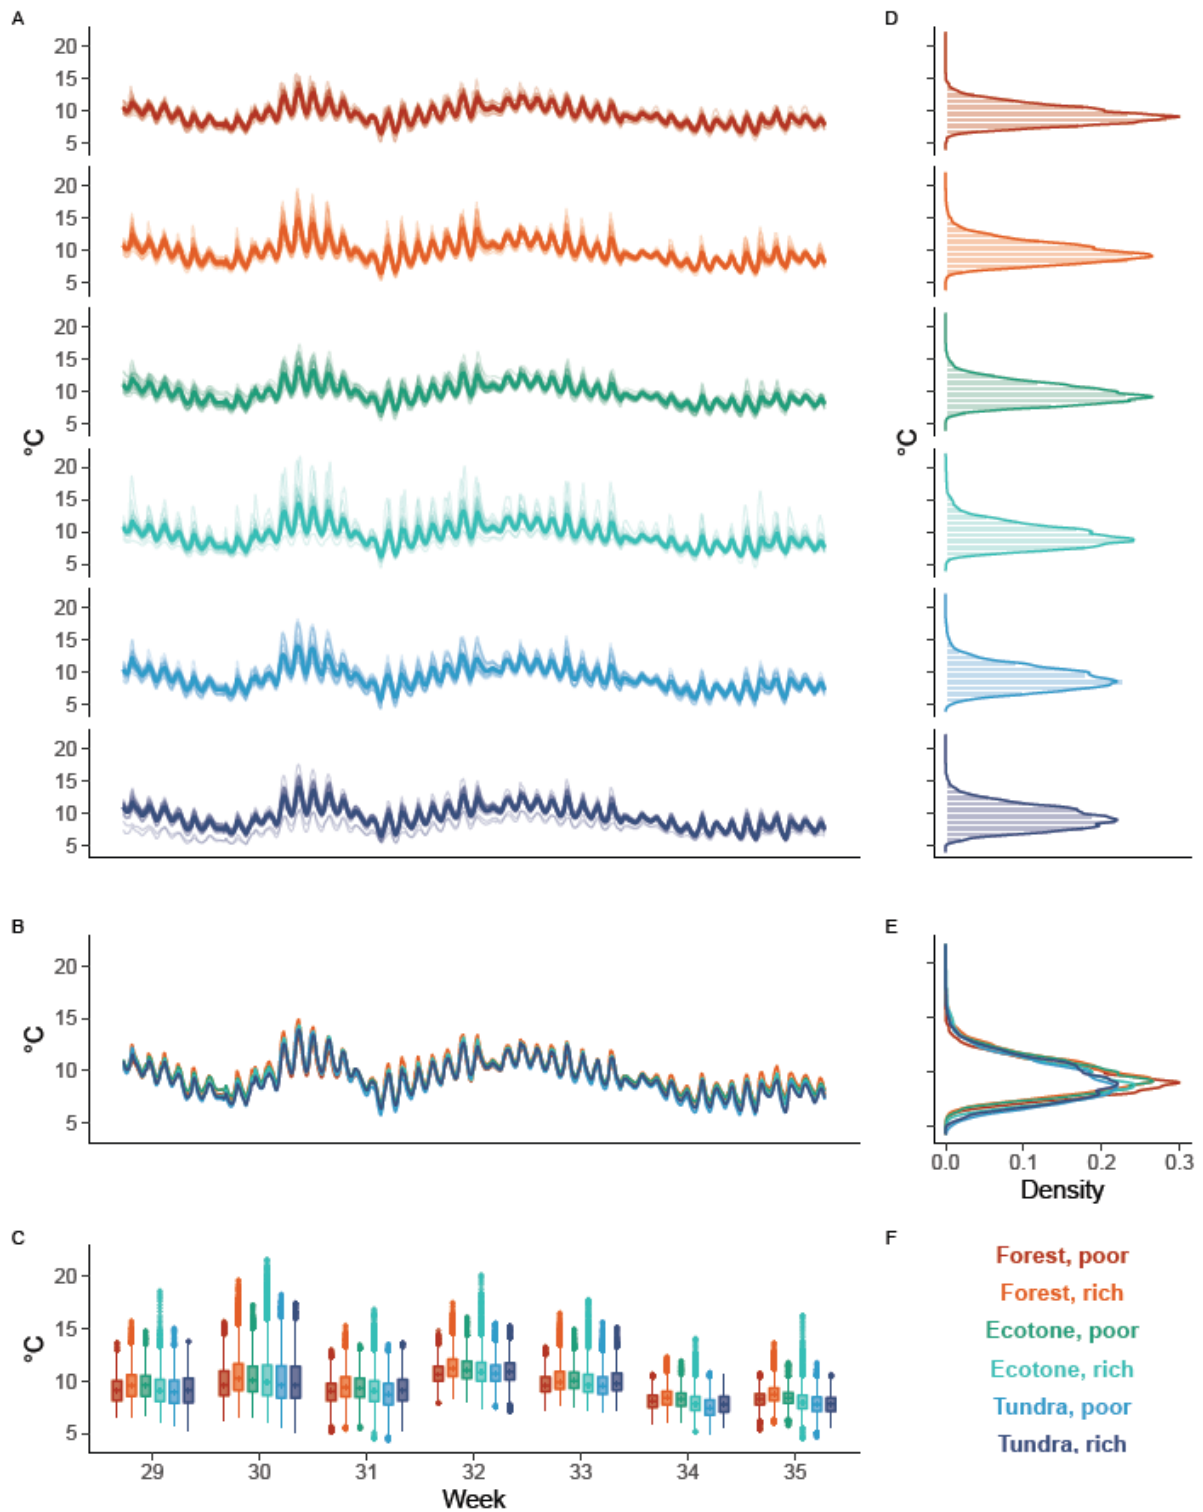 A
D
20
15
10
5
20
15
10
5
20
15
10
5
°C
°C
20
15
10
5
20
15
10
5
20
15
10
5
B
E
20
15
10
5
°C
0.0 0.1 0.2 0.3
Density
C
F
20
15
10
5
°C
29 30 31 32 33 34 35
Week
Forest, poor
Forest, rich
Ecotone, poor
Ecotone, rich
Tundra, poor
Tundra, rich